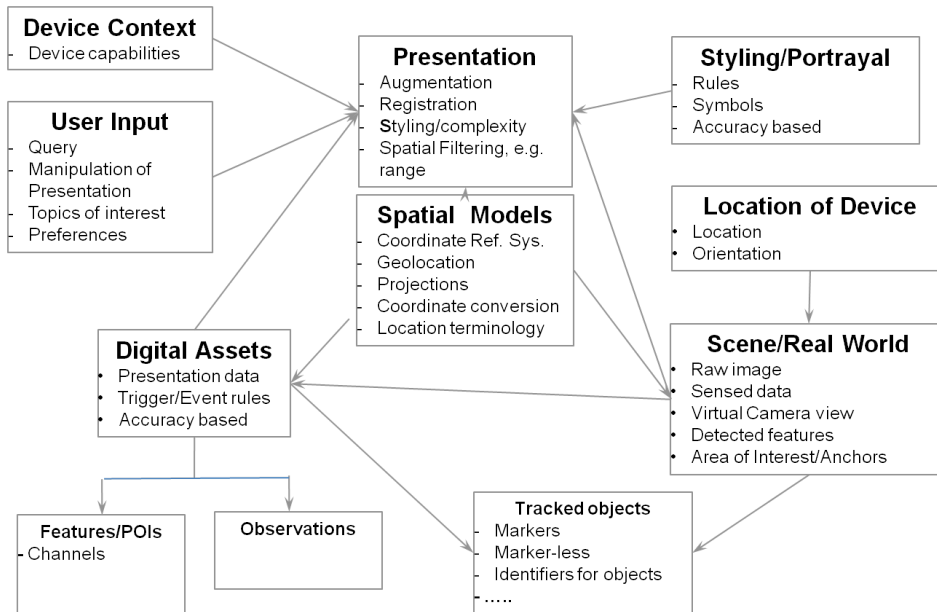 Device Context
- Device capabilities
User Input
- Query
- Manipulation of
Presentation
- Topics of interest
- Preferences
Presentation
- Augmentation
- Registration
- Styling/complexity
- Spatial Filtering, e.g.
range
Styling/Portrayal
- Rules
- Symbols
- Accuracy based
Spatial Models
- Coordinate Ref. Sys.
- Geolocation
- Projections
- Coordinate conversion
- Location terminology
Location of Device
• Location
• Orientation
Digital Assets
• Presentation data
• Trigger/Event rules
• Accuracy based
Scene/Real World
• Raw image
• Sensed data
• Virtual Camera view
• Detected features
• Area of Interest/Anchors
Features/POIs
- Channels
Observations
Tracked objects
- Markers
- Marker-less
- Identifiers for objects
- .....